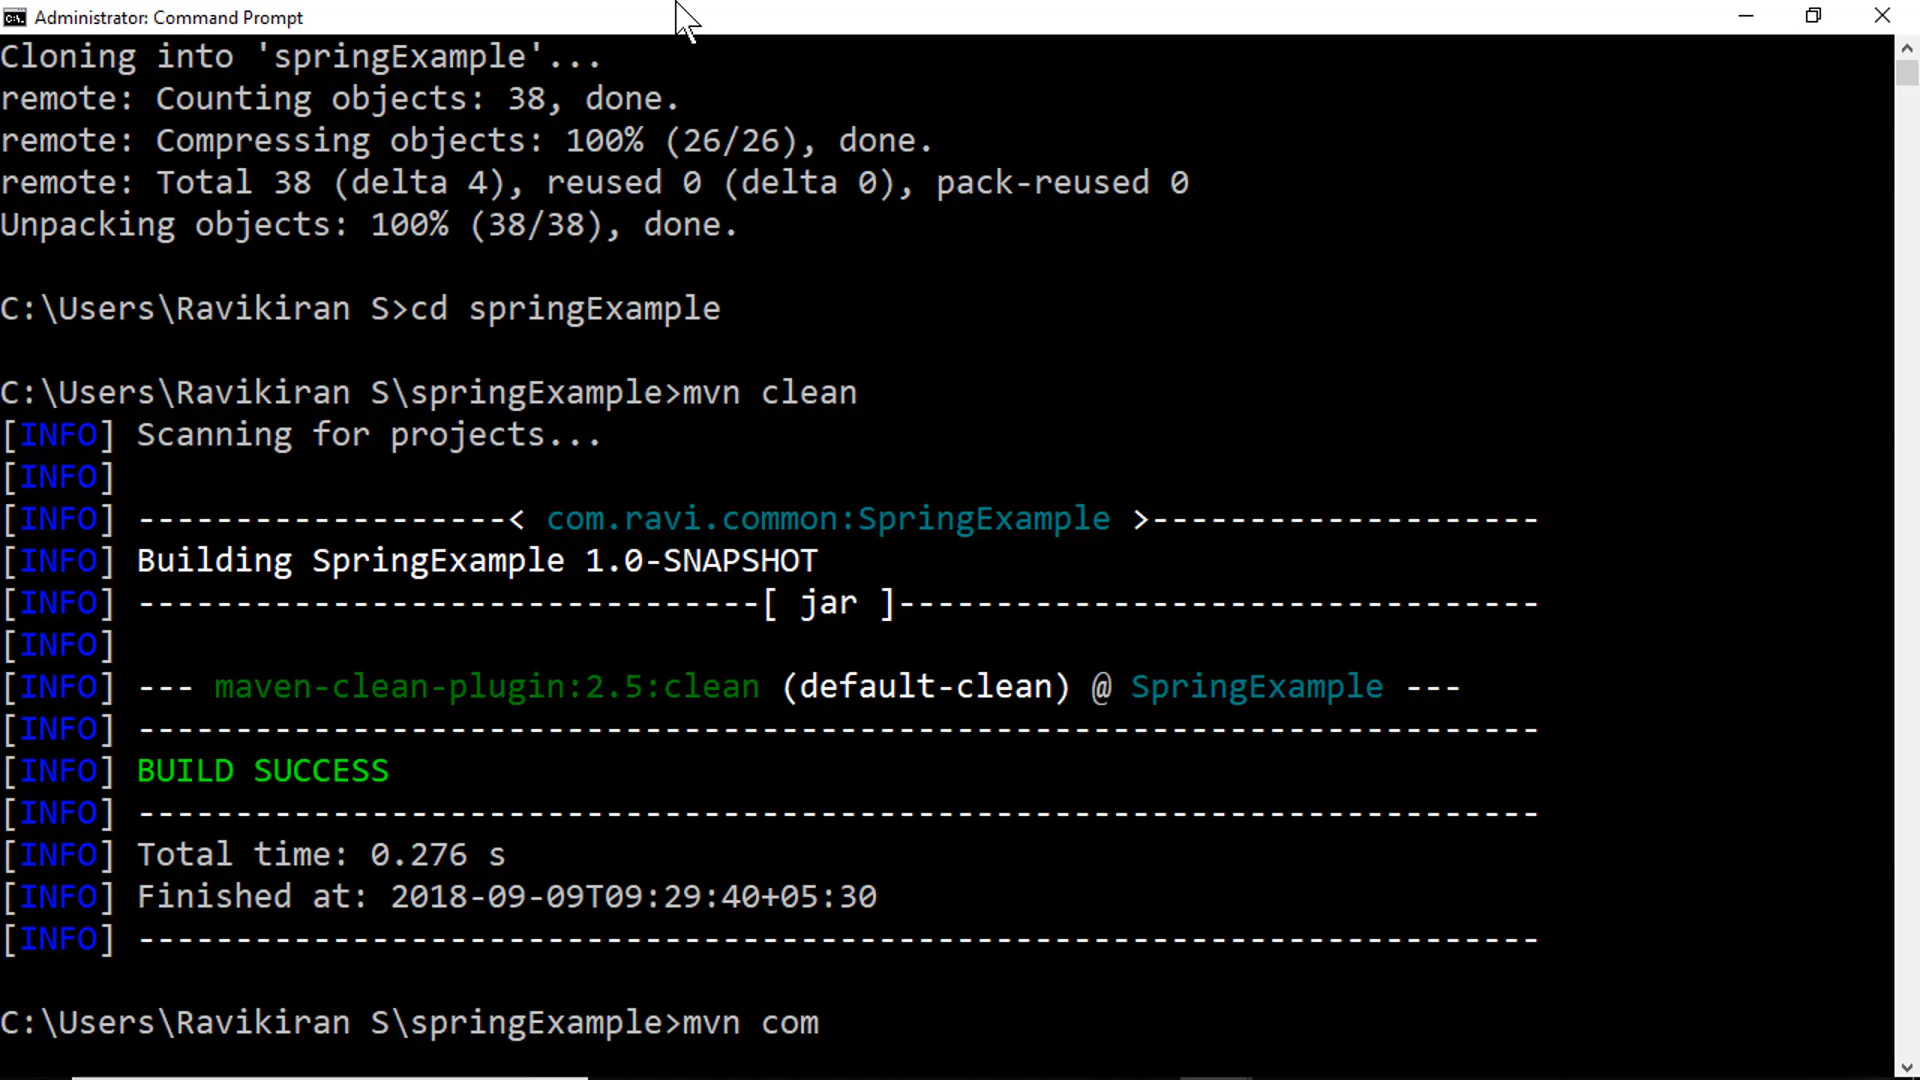 Administrator: Command Prompt
Cloning into 'springExample'...
remote: Counting objects: 38, done.
remote: Compressing objects: 100% (26/26), done.
remote: Total 38 (delta 4), reused 0 (delta 0), pack-reused 0
Unpacking objects: 100% (38/38), done.
C:\Users\Ravikiran S>cd springExample
C:\Users\Ravikiran S\springExample>mvn clean
[INFO] Scanning for projects...
[INFO]
[INFO] -------------------< com.ravi.common:SpringExample >--------------------
[INFO] Building SpringExample 1.0-SNAPSHOT
[INFO] --------------------------------[ jar ]---------------------------------
[INFO]
[INFO] --- maven-clean-plugin:2.5:clean (default-clean) @ SpringExample ---
[INFO] ------------------------------------------------------------------------
[INFO] BUILD SUCCESS
[INFO] ------------------------------------------------------------------------
[INFO] Total time: 0.276 s
[INFO] Finished at: 2018-09-09T09:29:40+05:30
[INFO] ------------------------------------------------------------------------
C:\Users\Ravikiran S\springExample>mvn com